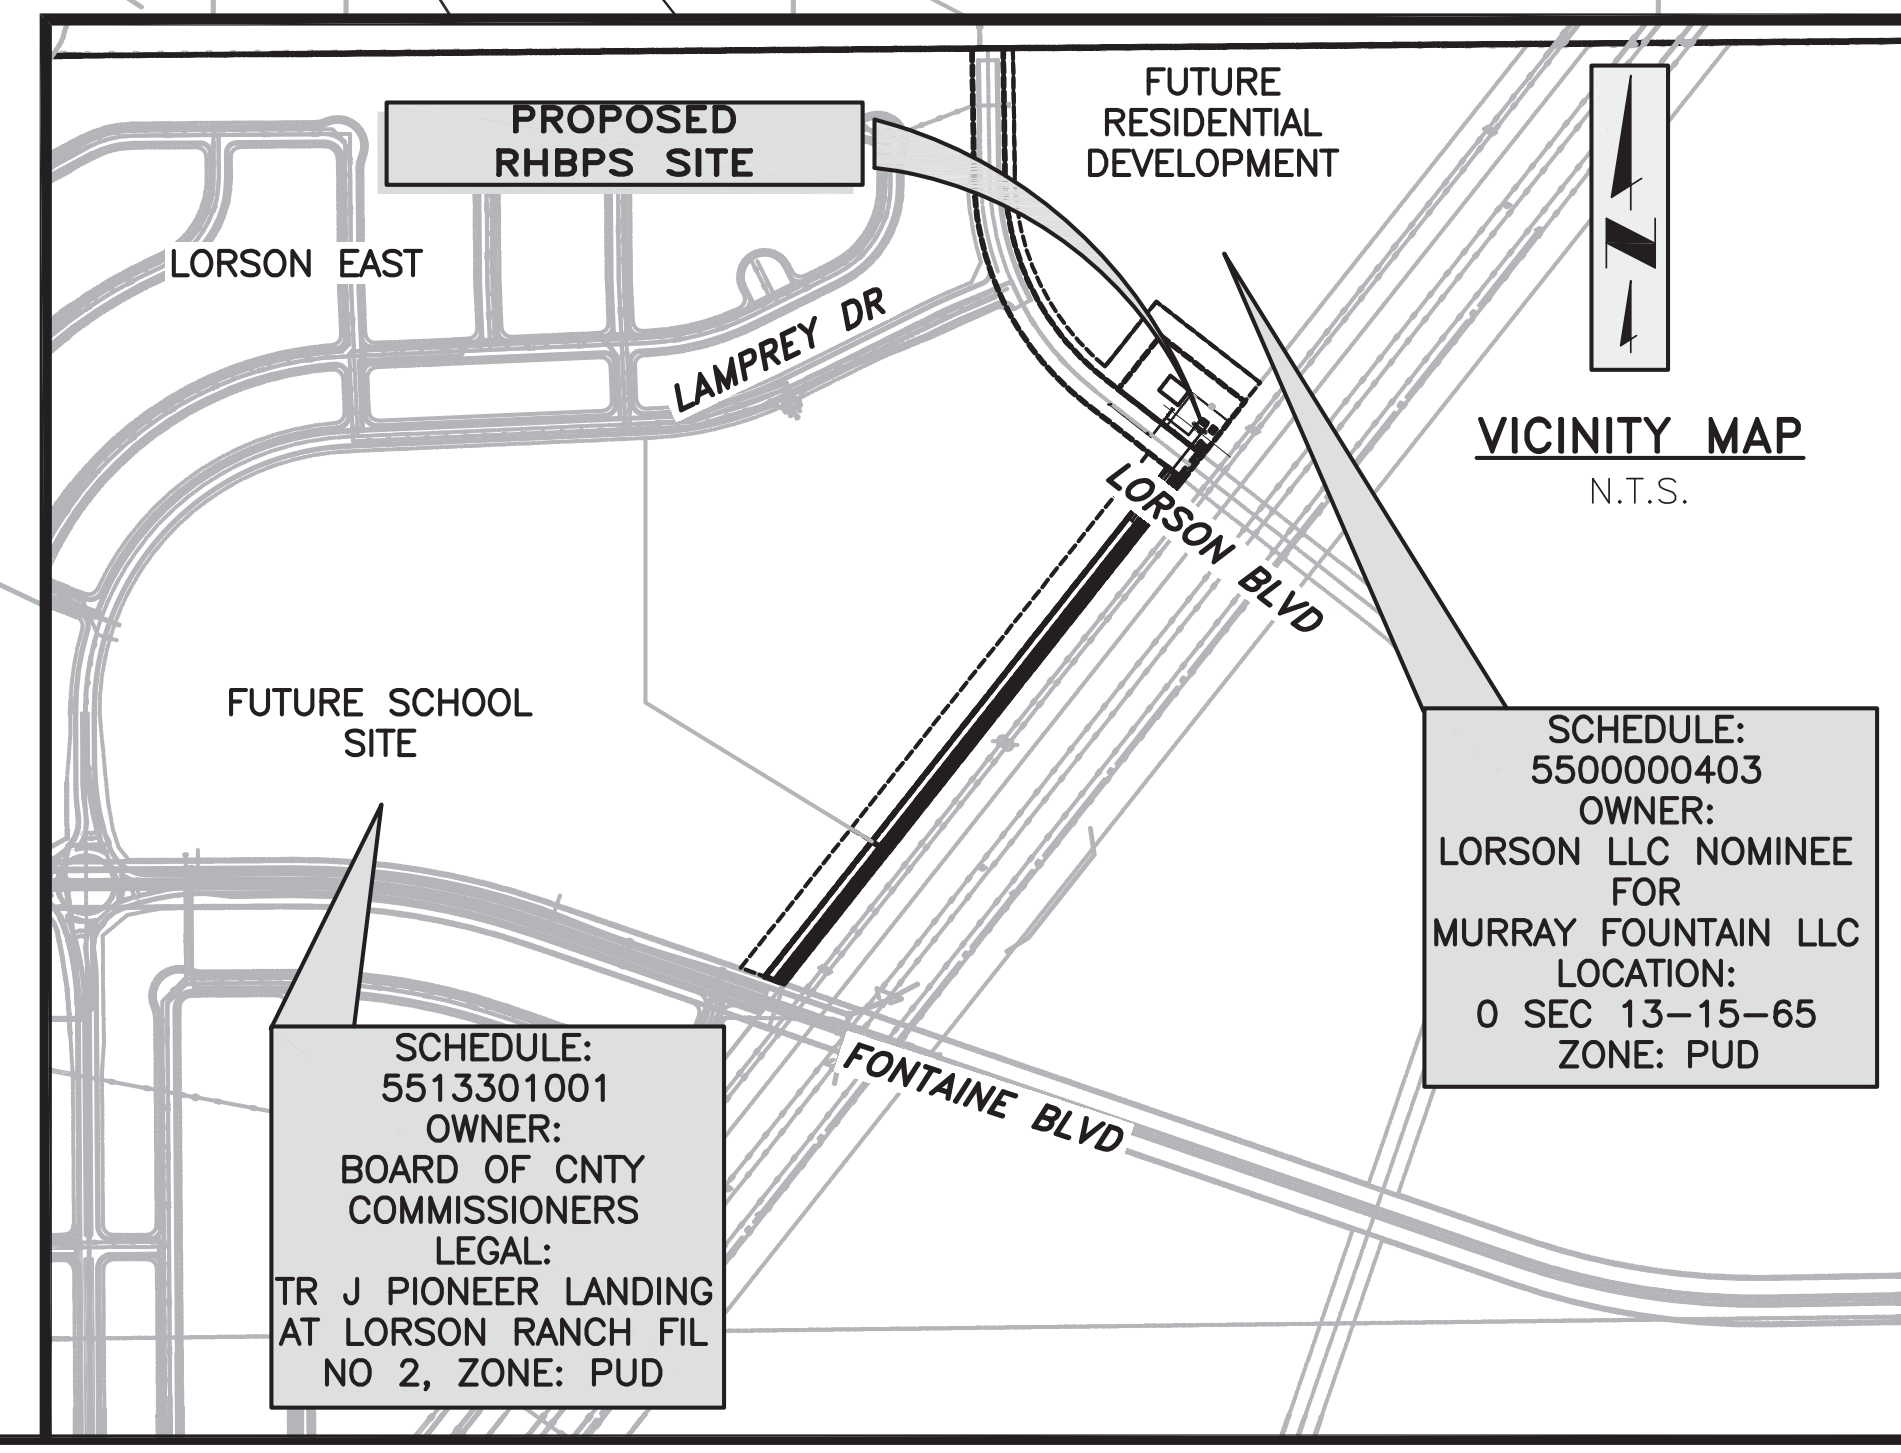 FUTURE
RESIDENTIAL
DEVELOPMENT
PROPOSED
RHBPS SITE
N
LORSON EAST
LAMPREY DR
VICINITY MAP
N.T.S.
LORSON BLVD
FUTURE SCHOOL
SITE
SCHEDULE:
5500000403
OWNER:
LORSON LLC NOMINEE
FOR
MURRAY FOUNTAIN LLC
LOCATION:
0 SEC 13-15-65
ZONE: PUD
FONTAINE BLVD
SCHEDULE:
5513301001
OWNER:
BOARD OF CNTY
COMMISSIONERS
LEGAL:
TR J PIONEER LANDING
AT LORSON RANCH FIL
NO 2, ZONE: PUD